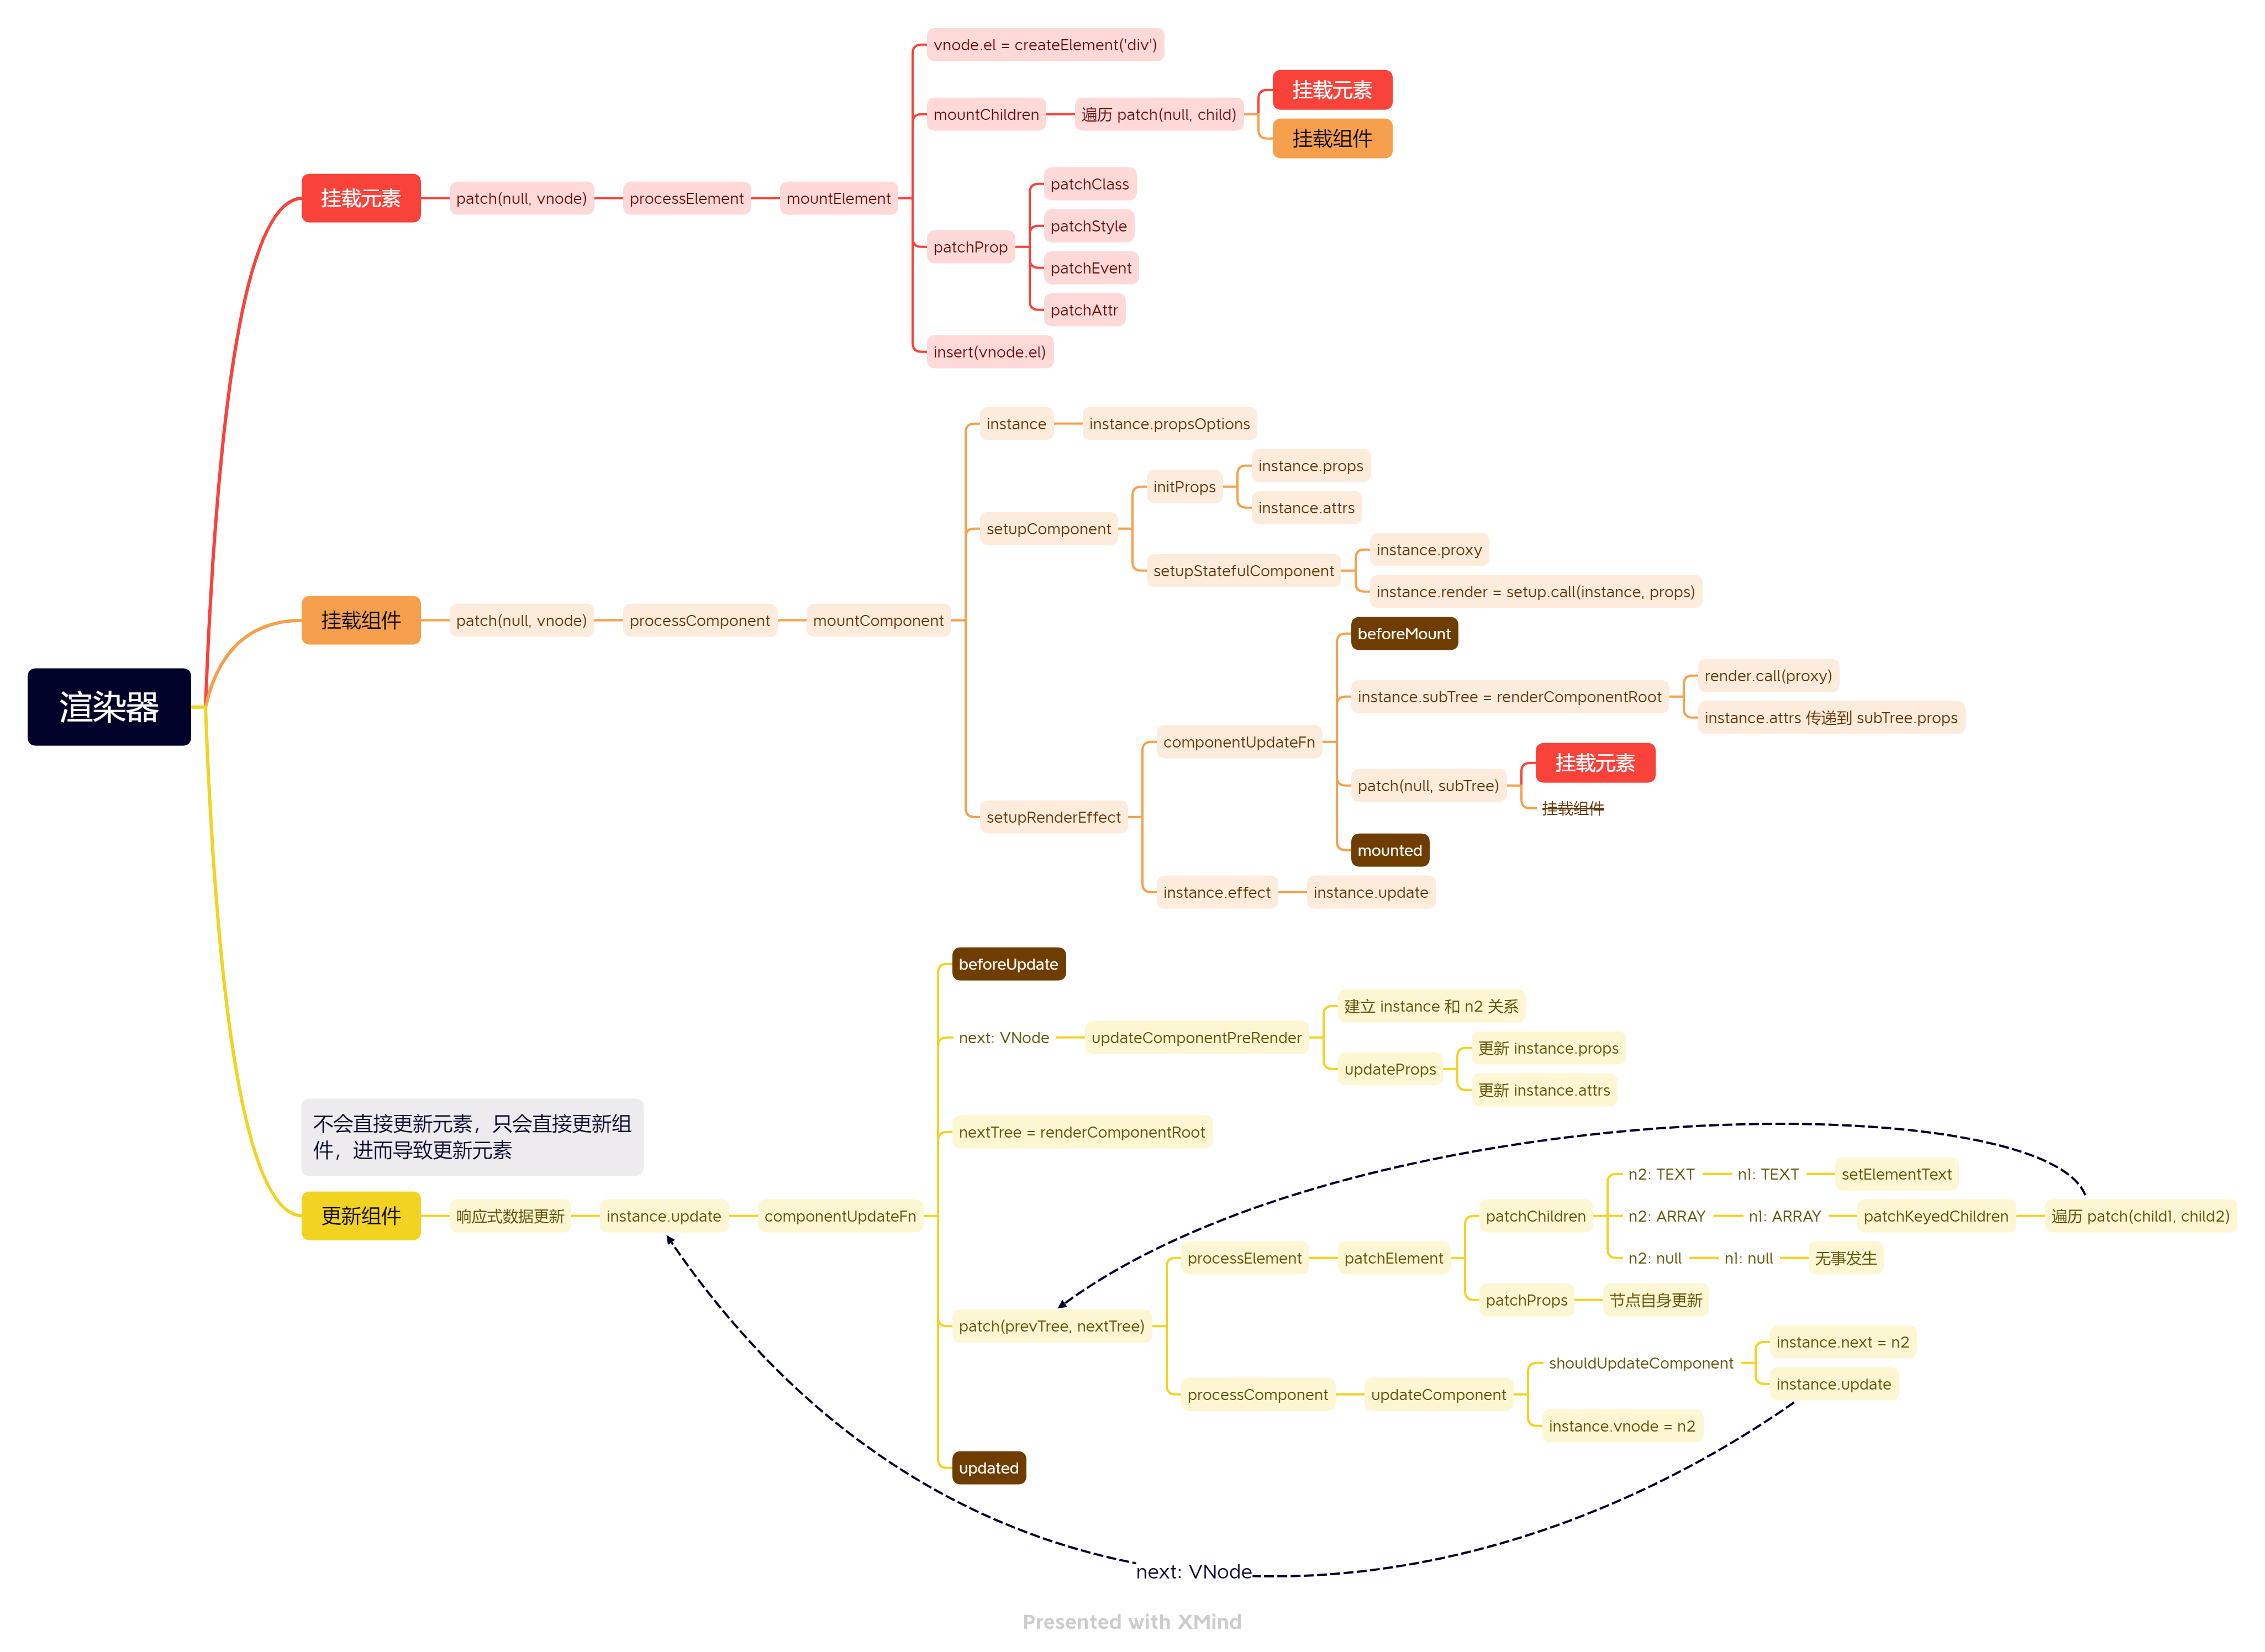 渲染器
挂载元素
patch(null, vnode)
processElement
mountElement
vnode.el = createElement('div')
mountChildren
遍历 patch(null, child)
挂载元素
挂载组件
patchProp
patchClass
patchStyle
patchEvent
patchAttr
insert(vnode.el)
挂载组件
patch(null, vnode)
processComponent
mountComponent
instance
instance.propsOptions
setupComponent
initProps
instance.props
instance.attrs
setupStatefulComponent
instance.proxy
instance.render = setup.call(instance, props)
setupRenderEffect
componentUpdateFn
beforeMount
instance.subTree = renderComponentRoot
render.call(proxy)
instance.attrs 传递到 subTree.props
patch(null, subTree)
挂载元素
挂载组件
mounted
instance.effect
instance.update
不会直接更新元素，只会直接更新组
件，进而导致更新元素
更新组件
响应式数据更新
instance.update
componentUpdateFn
beforeUpdate
next: VNode
updateComponentPreRender
建立 instance 和 n2 关系
updateProps
更新 instance.props
更新 instance.attrs
nextTree = renderComponentRoot
patch(prevTree, nextTree)
processElement
patchElement
patchChildren
n2: TEXT
n1: TEXT
setElementText
n2: ARRAY
n1: ARRAY
patchKeyedChildren
遍历 patch(child1, child2)
n2: null
n1: null
无事发生
patchProps
节点自身更新
processComponent
updateComponent
shouldUpdateComponent
instance.next = n2
instance.update
instance.vnode = n2
updated
next: VNode
Presented with XMind